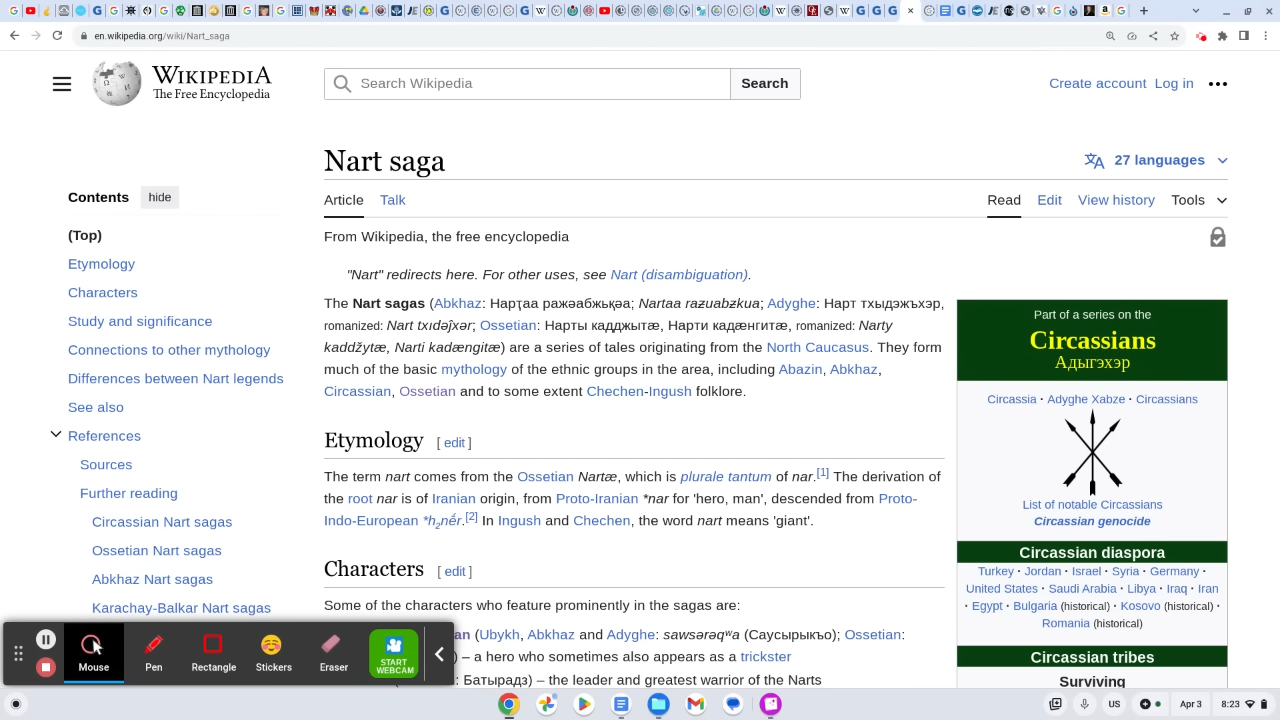 en.wikipedia.org/wiki/Nart_saga
WIKIPEDIA
The Free Encyclopedia
Search Wikipedia
Search
Create account Log in
Nart saga
27 languages
Contents hide
Article Talk
Read Edit View history Tools
(Top)
From Wikipedia, the free encyclopedia
Etymology
"Nart" redirects here. For other uses, see Nart (disambiguation).
Characters
Study and significance
Connections to other mythology
Differences between Nart legends
See also
References
Sources
Further reading
Circassian Nart sagas
Ossetian Nart sagas
Abkhaz Nart sagas
Karachay-Balkar Nart sagas
The Nart sagas (Abkhaz: Нарҭаа ражәабжьқәа; Nartaa raƶuabƶkua; Adyghe: Нарт тхыдэжъхэр,
romanized: Nart txıdəĵxər; Ossetian: Нарты кадджытӕ, Нарти кадӕнгитӕ, romanized: Narty
kaddžytæ, Narti kadængitæ) are a series of tales originating from the North Caucasus. They form
much of the basic mythology of the ethnic groups in the area, including Abazin, Abkhaz,
Circassian, Ossetian and to some extent Chechen-Ingush folklore.
Etymology [ edit ]
The term nart comes from the Ossetian Nartæ, which is plurale tantum of nar.[1] The derivation of
the root nar is of Iranian origin, from Proto-Iranian *nar for 'hero, man', descended from Proto-
Indo-European *h₂nḗr.[2] In Ingush and Chechen, the word nart means 'giant'.
Characters [ edit ]
Some of the characters who feature prominently in the sagas are:
an (Ubykh, Abkhaz and Adyghe: sawsərəqʷa (Саусырыкъо); Ossetian:
) – a hero who sometimes also appears as a trickster
: Батырадз) – the leader and greatest warrior of the Narts
Part of a series on the
Circassians
Адыгэхэр
Circassia · Adyghe Xabze · Circassians
List of notable Circassians
Circassian genocide
Circassian diaspora
Turkey · Jordan · Israel · Syria · Germany ·
United States · Saudi Arabia · Libya · Iraq · Iran
· Egypt · Bulgaria (historical) · Kosovo (historical) ·
Romania (historical)
Circassian tribes
Surviving
Mouse Pen Rectangle Stickers Eraser
START
WEBCAM
US Apr 3 8:23